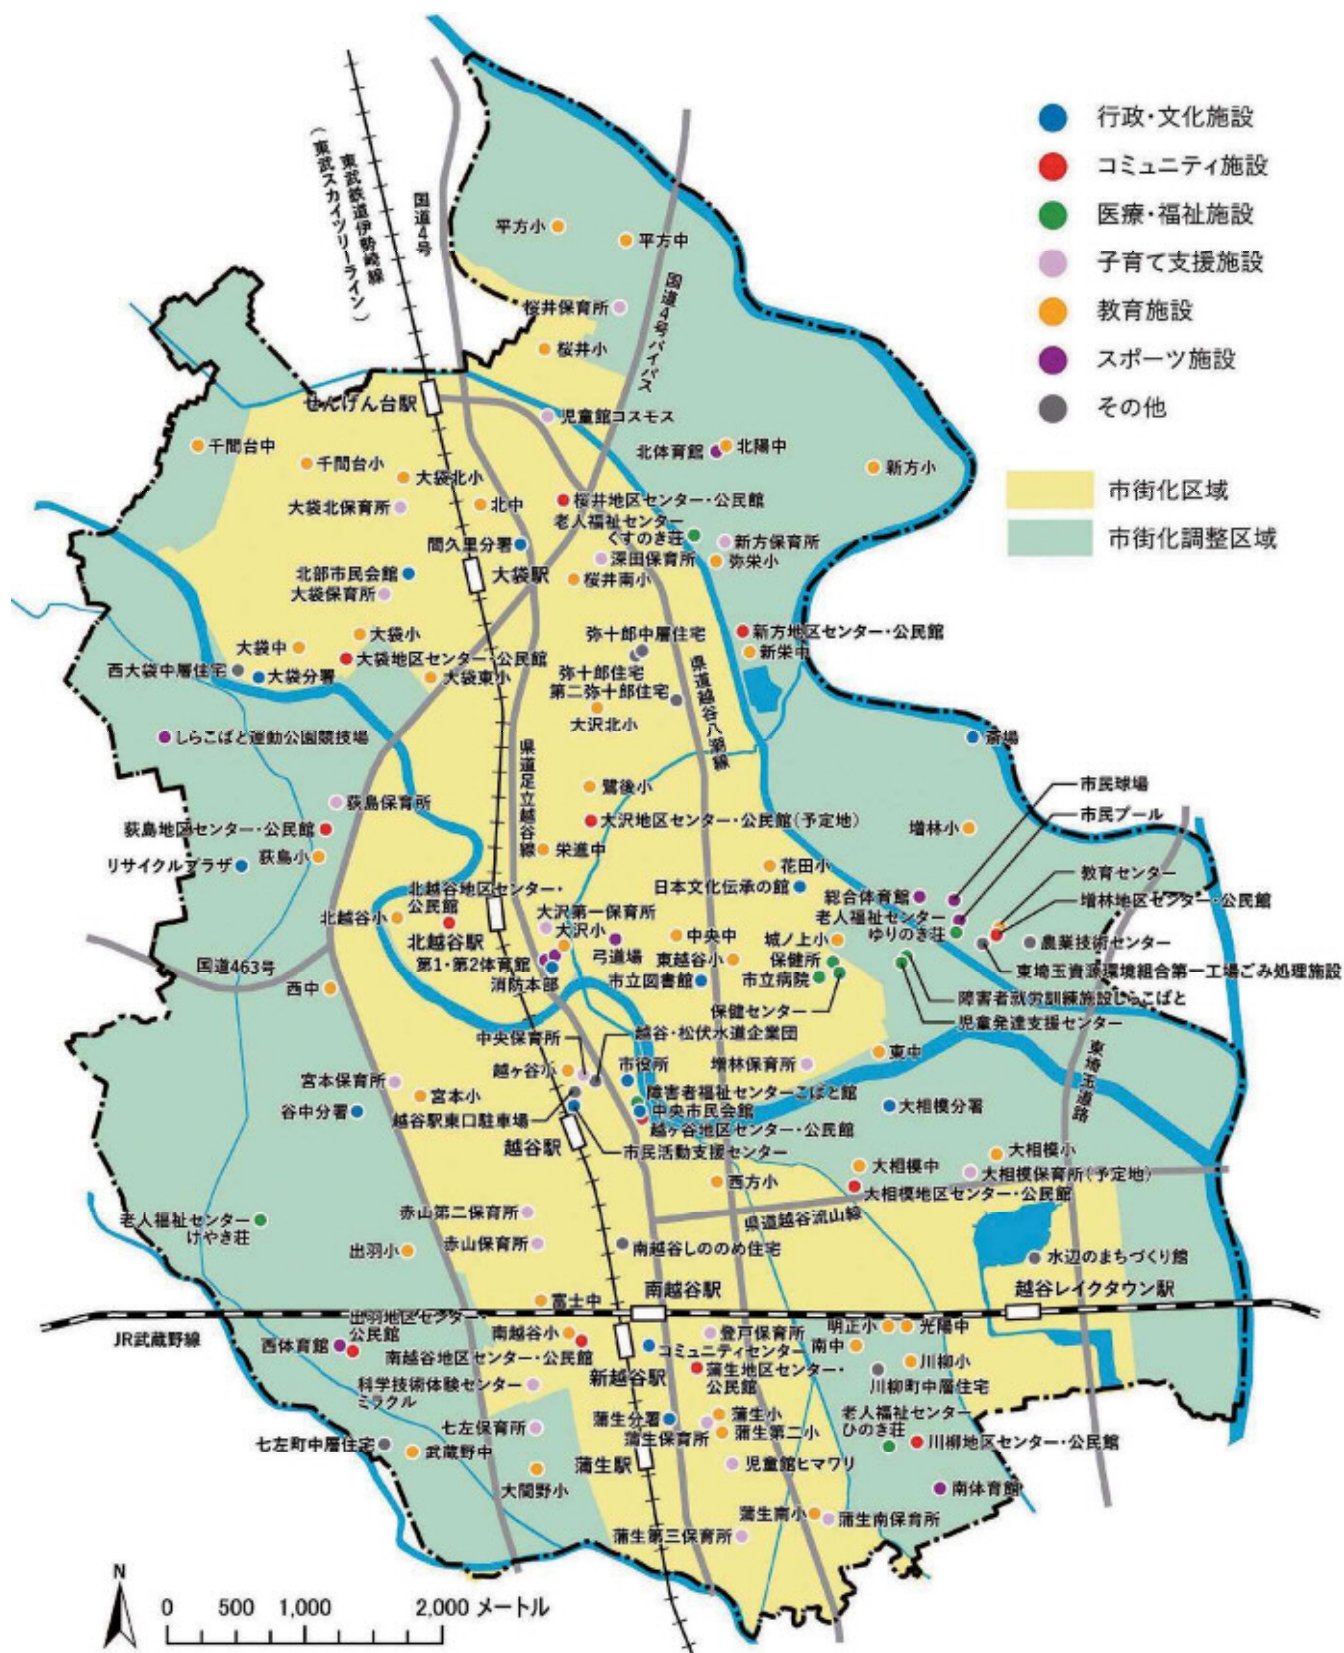 行政・文化施設
コミュニティ施設
医療・福祉施設
子育て支援施設
教育施設
スポーツ施設
その他
市街化区域
市街化調整区域
東武鉄道伊勢崎線
(東武スカイツリーライン)
国道4号
国道4号バイパス
平方小
平方中
桜井保育所
桜井小
せんげん台駅
児童館コスモス
千間台中
千間台小
大袋北小
北体育館
北陽中
新方小
大袋北保育所
北中
桜井地区センター・公民館
老人福祉センター
くすのき荘
間久里分署
新方保育所
深田保育所
弥栄小
北部市民会館
大袋駅
桜井南小
大袋保育所
大袋小
大袋中
弥十郎中層住宅
新方地区センター・公民館
新栄中
西大袋中層住宅
大袋分署
大袋地区センター・公民館
大袋東小
弥十郎住宅
第二弥十郎住宅
大沢北小
県道越谷八潮線
しらこばと運動公園競技場
県道足立越谷線
斎場
市民球場
市民プール
鷺後小
荻島保育所
荻島地区センター・公民館
大沢地区センター・公民館(予定地)
増林小
リサイクルプラザ
荻島小
栄進中
花田小
教育センター
日本文化伝承の館
北越谷地区センター・
公民館
総合体育館
増林地区センター・公民館
北越谷小
大沢第一保育所
老人福祉センター
ゆりのき荘
北越谷駅
大沢小
中央中
城ノ上小
農業技術センター
第1・第2体育館
弓道場
東越谷小
保健所
東埼玉資源環境組合第一工場ごみ処理施設
国道463号
消防本部
市立図書館
市立病院
西中
保健センター
障害者就労訓練施設しらこばと
児童発達支援センター
中央保育所
越谷・松伏水道企業団
東中
東埼玉道路
越ヶ谷小
市役所
増林保育所
宮本保育所
宮本小
障害者福祉センターこばと館
谷中分署
越谷駅東口駐車場
中央市民会館
大相模分署
越谷駅
越ヶ谷地区センター・公民館
市民活動支援センター
大相模小
大相模中
大相模保育所(予定地)
西方小
大相模地区センター・公民館
県道越谷流山線
老人福祉センター
けやき荘
赤山第二保育所
出羽小
赤山保育所
南越谷しののめ住宅
水辺のまちづくり館
南越谷駅
越谷レイクタウン駅
富士中
JR武蔵野線
出羽地区センター・
公民館
西体育館
南越谷小
登戸保育所
明正小
光陽中
コミュニティセンター
南中
南越谷地区センター・公民館
蒲生地区センター・
公民館
川柳小
新越谷駅
川柳町中層住宅
科学技術体験センター
ミラクル
老人福祉センター
ひのき荘
七左保育所
蒲生分署
蒲生小
蒲生保育所
蒲生第二小
川柳地区センター・公民館
七左町中層住宅
武蔵野中
蒲生駅
児童館ヒマワリ
大間野小
南体育館
蒲生南小
蒲生南保育所
蒲生第三保育所
N
0 500 1,000 2,000 メートル